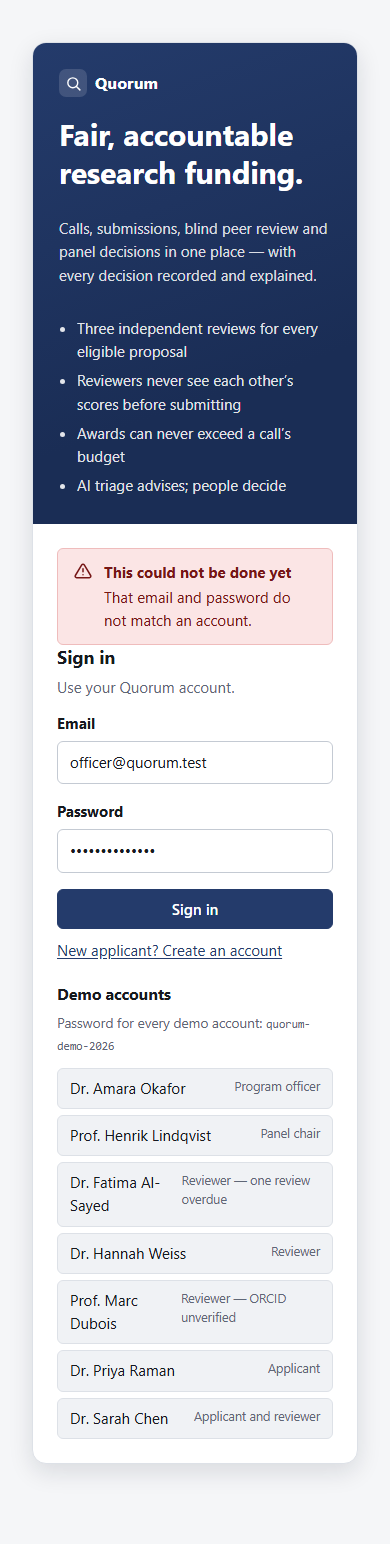 Quorum
Fair, accountable
research funding.
Calls, submissions, blind peer review and
panel decisions in one place — with
every decision recorded and explained.
• Three independent reviews for every
eligible proposal
• Reviewers never see each other’s
scores before submitting
• Awards can never exceed a call’s
budget
• AI triage advises; people decide
This could not be done yet
That email and password do
not match an account.
Sign in
Use your Quorum account.
Email
officer@quorum.test
Password
••••••••••••••
Sign in
New applicant? Create an account
Demo accounts
Password for every demo account: quorum-
demo-2026
Dr. Amara Okafor Program officer
Prof. Henrik Lindqvist Panel chair
Dr. Fatima Al- Reviewer — one review
Sayed overdue
Dr. Hannah Weiss Reviewer
Prof. Marc Reviewer — ORCID
Dubois unverified
Dr. Priya Raman Applicant
Dr. Sarah Chen Applicant and reviewer